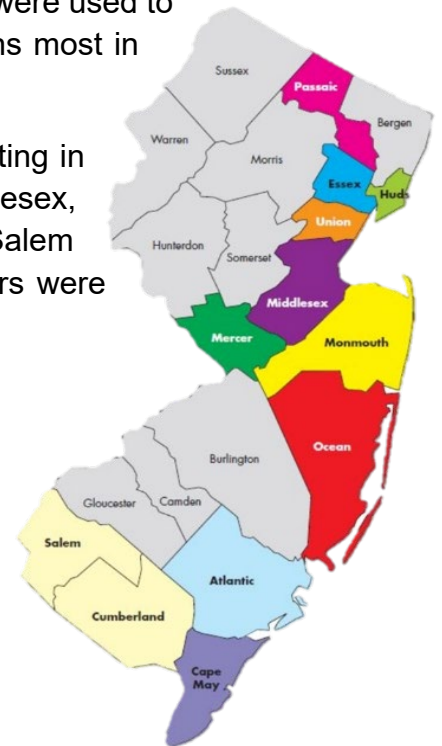 were used to
ns most in
ting in
lesex,
Salem
rs were
Sussex
Passaic
Bergen
Warren
Morris
Essex
Huds
Union
Hunterdon
Somerset
Middlesex
Mercer
Monmouth
Ocean
Burlington
Gloucester
Camden
Salem
Atlantic
Cumberland
Cape
May